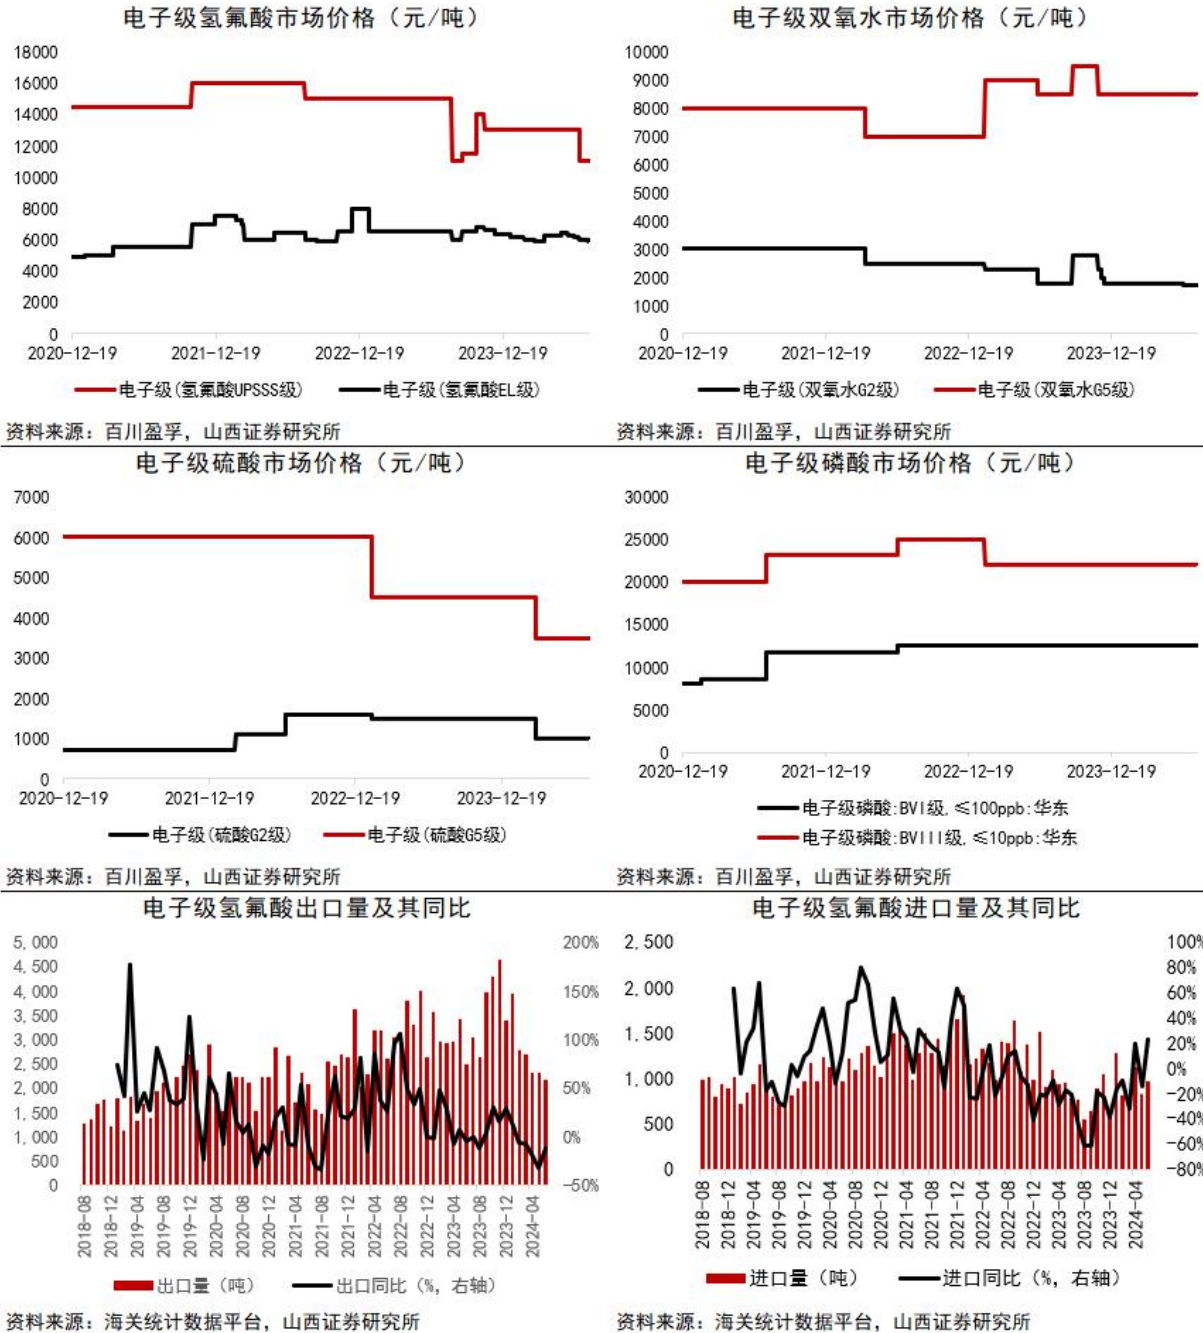 电子级氢氟酸市场价格（元/吨）
18000
16000
14000
12000
10000
8000
6000
4000
2000
0
2020-12-19 2021-12-19 2022-12-19 2023-12-19
电子级(氢氟酸UPSSS级) 电子级(氢氟酸EL级)
资料来源：百川盈孚，山西证券研究所
电子级双氧水市场价格（元/吨）
10000
9000
8000
7000
6000
5000
4000
3000
2000
1000
0
2020-12-19 2021-12-19 2022-12-19 2023-12-19
电子级(双氧水G2级) 电子级(双氧水G5级)
资料来源：百川盈孚，山西证券研究所
电子级硫酸市场价格（元/吨）
7000
6000
5000
4000
3000
2000
1000
0
2020-12-19 2021-12-19 2022-12-19 2023-12-19
电子级(硫酸G2级) 电子级(硫酸G5级)
资料来源：百川盈孚，山西证券研究所
电子级磷酸市场价格（元/吨）
30000
25000
20000
15000
10000
5000
0
2020-12-19 2021-12-19 2022-12-19 2023-12-19
电子级磷酸:BVI级,≤100ppb:华东
电子级磷酸:BVIII级,≤10ppb:华东
资料来源：百川盈孚，山西证券研究所
电子级氢氟酸出口量及其同比
5,000 200%
4,500
4,000 150%
3,500
3,000 100%
2,500
2,000 50%
1,500
1,000 0%
500
0 -50%
2018-08 2018-12 2019-04 2019-08 2019-12 2020-04 2020-08 2020-12 2021-04 2021-08 2021-12 2022-04 2022-08 2022-12 2023-04 2023-08 2023-12 2024-04
出口量（吨） 出口同比（%，右轴）
资料来源：海关统计数据平台，山西证券研究所
电子级氢氟酸进口量及其同比
2,500 100%
80%
2,000 60%
40%
1,500 20%
1,000 0%
-20%
500 -40%
-60%
0 -80%
2018-08 2018-12 2019-04 2019-08 2019-12 2020-04 2020-08 2020-12 2021-04 2021-08 2021-12 2022-04 2022-08 2022-12 2023-04 2023-08 2023-12 2024-04
进口量（吨） 进口同比（%，右轴）
资料来源：海关统计数据平台，山西证券研究所